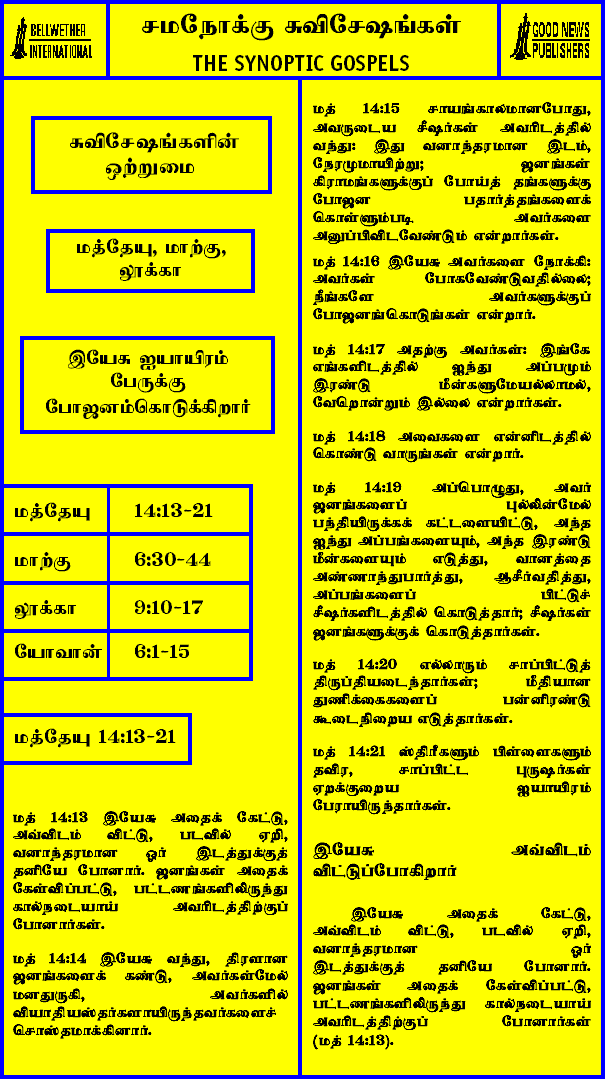 BELLWETHER
INTERNATIONAL
சமநோக்கு சுவிசேஷங்கள்
THE SYNOPTIC GOSPELS
GOOD NEWS
PUBLISHERS
சுவிசேஷங்களின்
ஒற்றுமை
மத்தேயு, மாற்கு,
லூக்கா
இயேசு ஐயாயிரம்
பேருக்கு
போஜனம்கொடுக்கிறார்
மத்தேயு 14:13-21
மாற்கு 6:30-44
லூக்கா 9:10-17
யோவான் 6:1-15
மத்தேயு 14:13-21
மத் 14:13 இயேசு அதைக் கேட்டு,
அவ்விடம் விட்டு, படவில் ஏறி,
வனாந்தரமான ஓர் இடத்துக்குத்
தனியே போனார். ஜனங்கள் அதைக்
கேள்விப்பட்டு, பட்டணங்களிலிருந்து
கால்நடையாய் அவரிடத்திற்குப்
போனார்கள்.
மத் 14:14 இயேசு வந்து, திரளான
ஜனங்களைக் கண்டு, அவர்கள்மேல்
மனதுருகி, அவர்களில்
வியாதியஸ்தர்களாயிருந்தவர்களைச்
சொஸ்தமாக்கினார்.
மத் 14:15 சாயங்காலமானபோது,
அவருடைய சீஷர்கள் அவரிடத்தில்
வந்து: இது வனாந்தரமான இடம்,
நேரமுமாயிற்று; ஜனங்கள்
கிராமங்களுக்குப் போய்த் தங்களுக்கு
போஜன பதார்த்தங்களைக்
கொள்ளும்படி அவர்களை
அனுப்பிவிடவேண்டும் என்றார்கள்.
மத் 14:16 இயேசு அவர்களை நோக்கி:
அவர்கள் போகவேண்டுவதில்லை;
நீங்களே அவர்களுக்குப்
போஜனங்கொடுங்கள் என்றார்.
மத் 14:17 அதற்கு அவர்கள்: இங்கே
எங்களிடத்தில் ஐந்து அப்பமும்
இரண்டு மீன்களுமேயல்லாமல்,
வேறொன்றும் இல்லை என்றார்கள்.
மத் 14:18 அவைகளை என்னிடத்தில்
கொண்டு வாருங்கள் என்றார்.
மத் 14:19 அப்பொழுது, அவர்
ஜனங்களைப் புல்லின்மேல்
பந்தியிருக்கக் கட்டளையிட்டு, அந்த
ஐந்து அப்பங்களையும், அந்த இரண்டு
மீன்களையும் எடுத்து, வானத்தை
அண்ணாந்துபார்த்து, ஆசீர்வதித்து,
அப்பங்களைப் பிட்டுச்
சீஷர்களிடத்தில் கொடுத்தார்; சீஷர்கள்
ஜனங்களுக்குக் கொடுத்தார்கள்.
மத் 14:20 எல்லாரும் சாப்பிட்டுத்
திருப்தியடைந்தார்கள்; மீதியான
துணிக்கைகளைப் பன்னிரண்டு
கூடைநிறைய எடுத்தார்கள்.
மத் 14:21 ஸ்திரீகளும் பிள்ளைகளும்
தவிர, சாப்பிட்ட புருஷர்கள்
ஏறக்குறைய ஐயாயிரம்
பேராயிருந்தார்கள்.
இயேசு அவ்விடம்
விட்டுப்போகிறார்
இயேசு அதைக் கேட்டு,
அவ்விடம் விட்டு, படவில் ஏறி,
வனாந்தரமான ஓர்
இடத்துக்குத் தனியே போனார்.
ஜனங்கள் அதைக் கேள்விப்பட்டு,
பட்டணங்களிலிருந்து கால்நடையாய்
அவரிடத்திற்குப் போனார்கள்
(மத் 14:13).